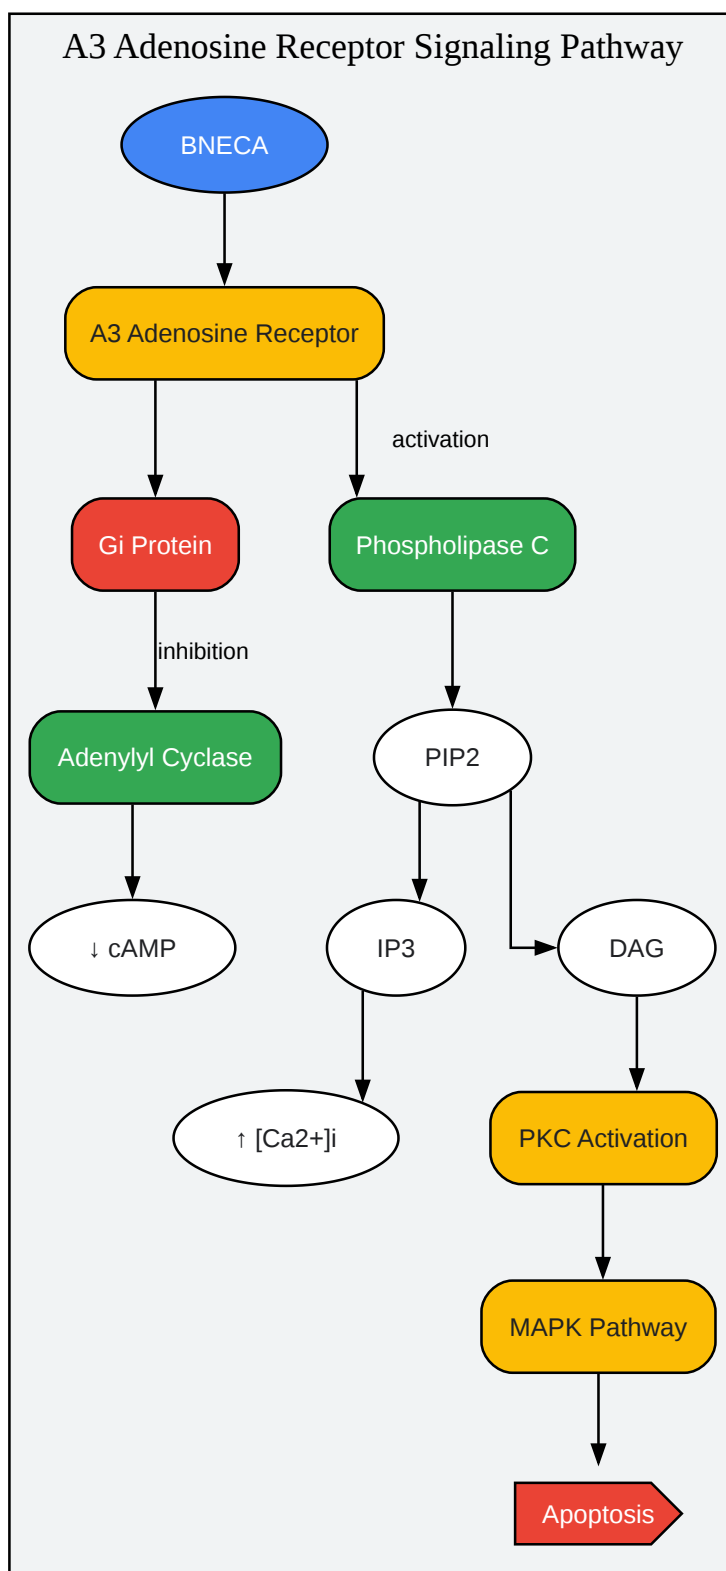 A3 Adenosine Receptor Signaling Pathway
BNECA
A3 Adenosine Receptor
activation
Gi Protein
Phospholipase C
inhibition
Adenylyl Cyclase
PIP2
↓ cAMP
IP3
DAG
↑ [Ca2+]i
PKC Activation
MAPK Pathway
Apoptosis